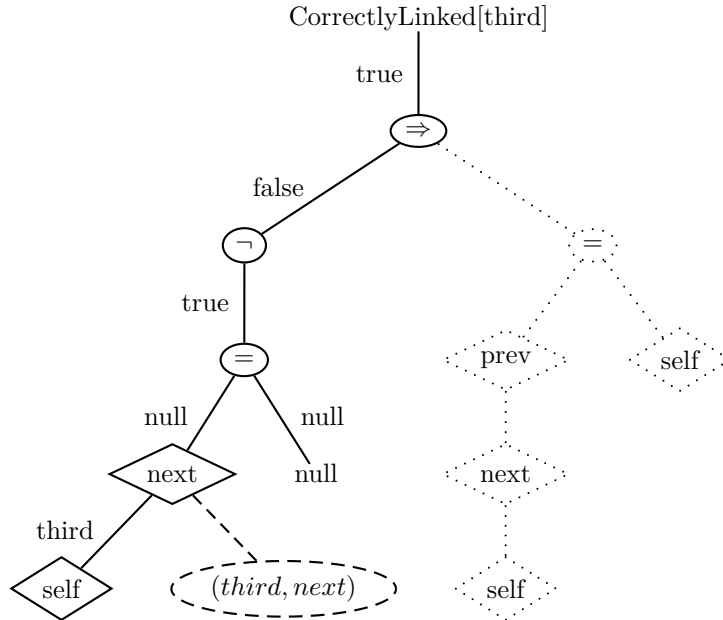 CorrectlyLinked[third]
true
⇒
false
¬
=
true
=
prev
self
null
null
next
null
next
third
self
(third, next)
self